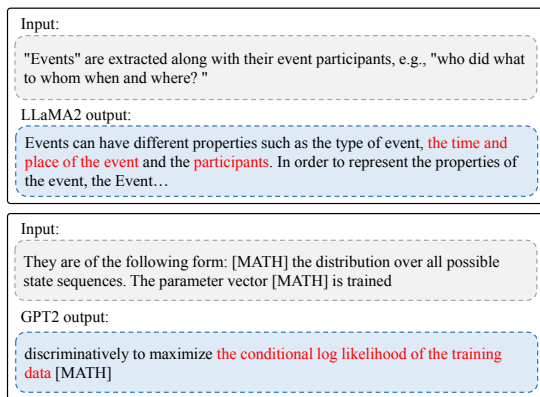 Input:
"Events" are extracted along with their event participants, e.g., "who did what
to whom when and where? "
LLaMA2 output:
Events can have different properties such as the type of event, the time and
place of the event and the participants. In order to represent the properties of
the event, the Event…
Input:
They are of the following form: [MATH] the distribution over all possible
state sequences. The parameter vector [MATH] is trained
GPT2 output:
discriminatively to maximize the conditional log likelihood of the training
data [MATH]